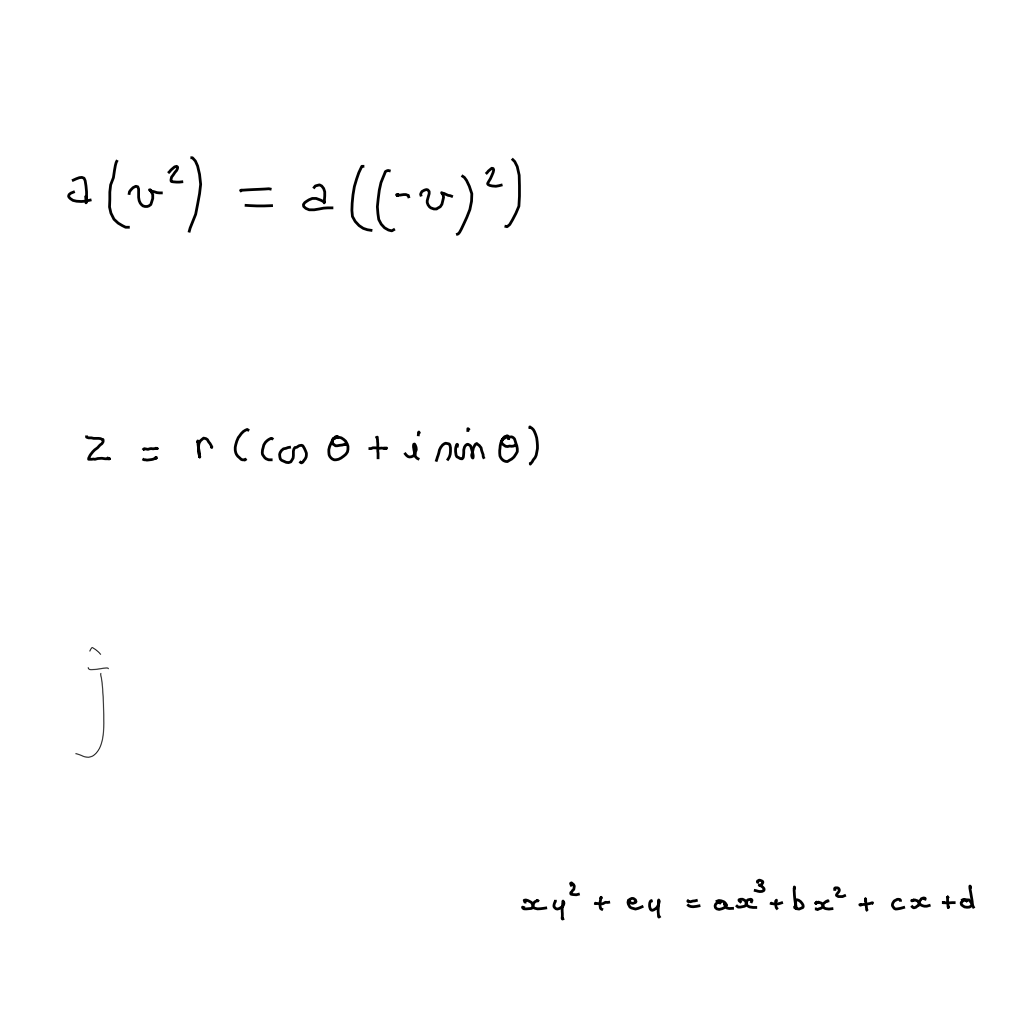 a(v²) = a((-v)²)
z = r(cos θ + i sin θ)
ĵ
xy² + ey = ax³ + bx² + cx + d